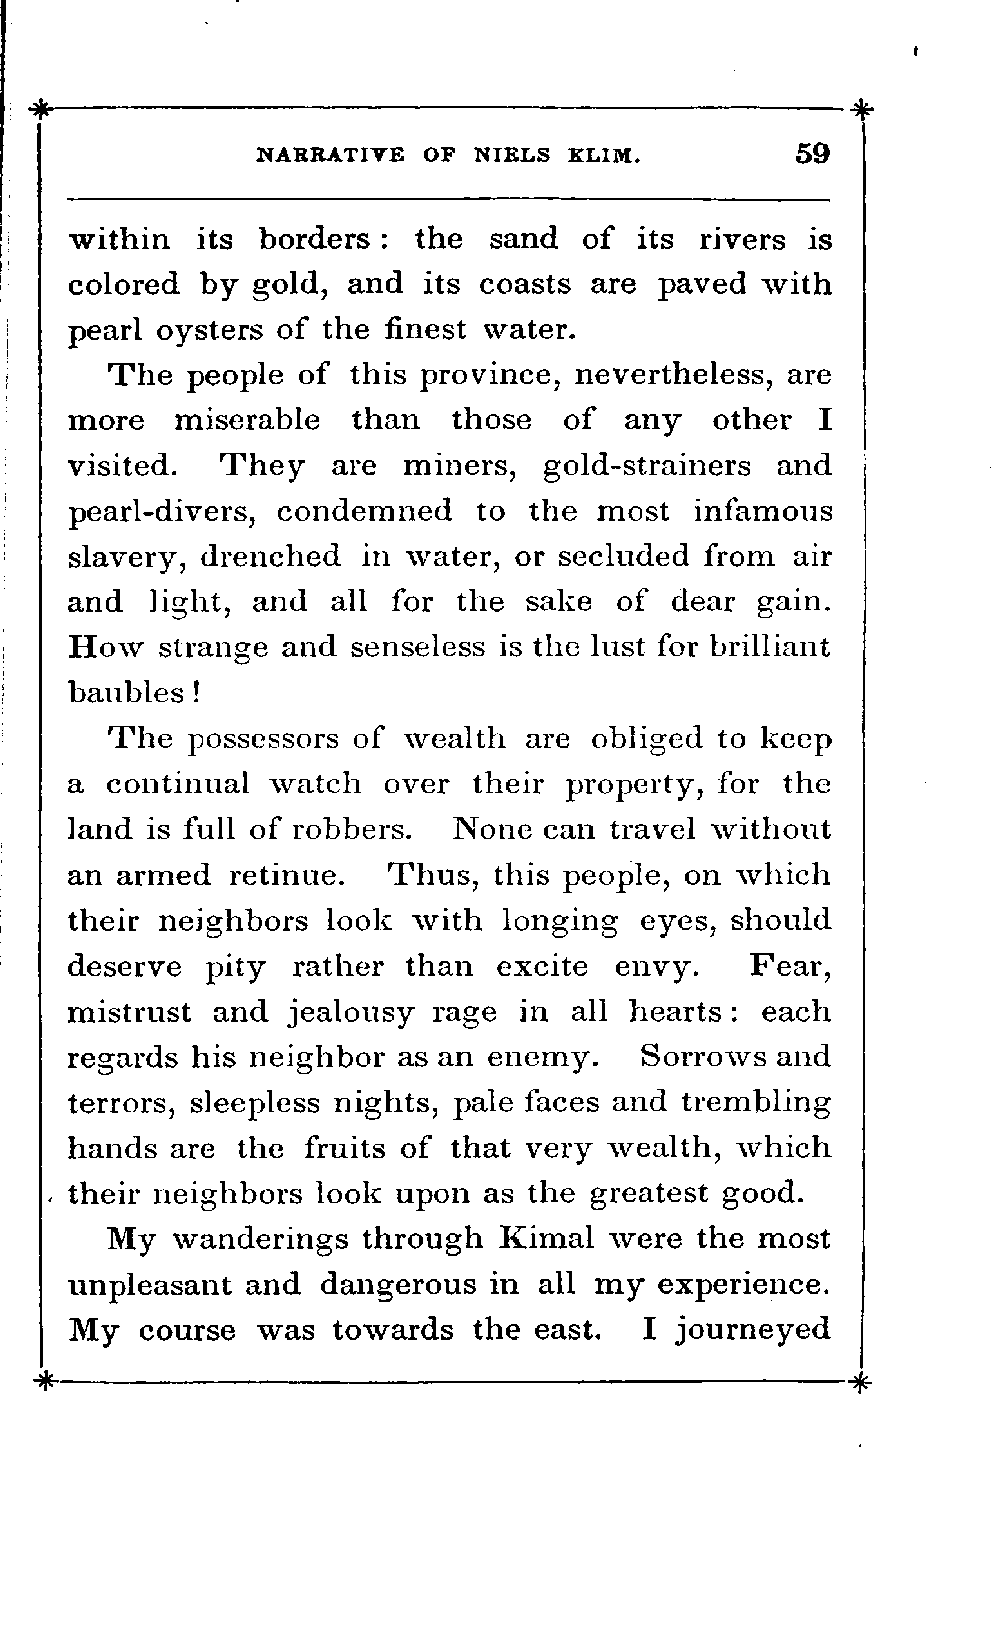 NARRATIVE OF NIELS KLIM. 59
within its borders : the sand of its rivers is
colored by gold, and its coasts are paved with
pearl oysters of the finest water.
The people of this province, nevertheless, are
more miserable than those of any other I
visited. They are miners, gold-strainers and
pearl-divers, condemned to the most infamous
slavery, drenched in water, or secluded from air
and light, and all for the sake of dear gain.
How strange and senseless is the lust for brilliant
baubles !
The possessors of wealth are obliged to keep
a continual watch over their property, for the
land is full of robbers. None can travel without
an armed retinue. Thus, this people, on which
their neighbors look with longing eyes, should
deserve pity rather than excite envy. Fear,
mistrust and jealousy rage in all hearts : each
regards his neighbor as an enemy. Sorrows and
terrors, sleepless nights, pale faces and trembling
hands are the fruits of that very wealth, which
their neighbors look upon as the greatest good.
My wanderings through Kimal were the most
unpleasant and dangerous in all my experience.
My course was towards the east. I journeyed